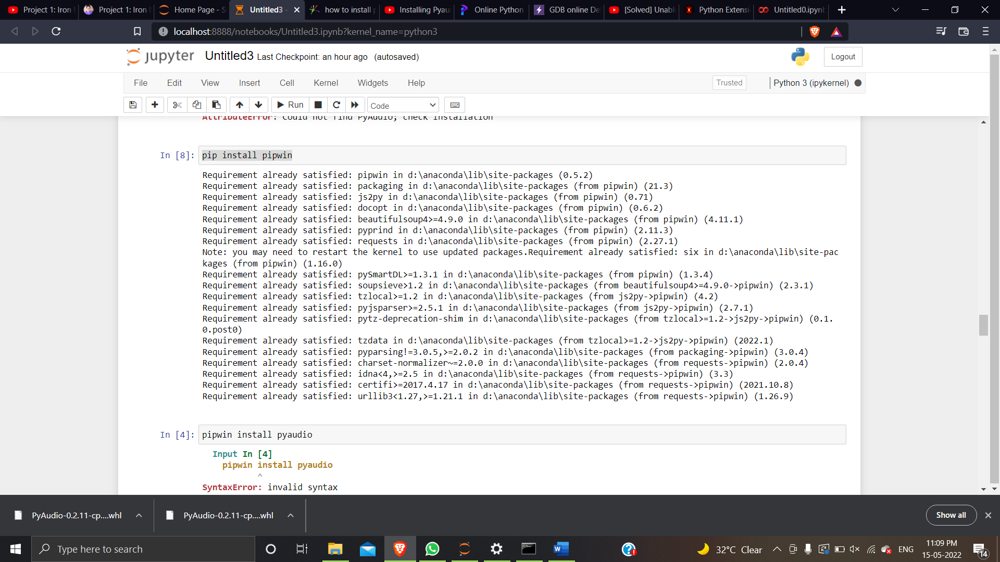 Project 1: Iron
Project 1: Iron
Home Page - S
Untitled3 -
how to install p
Installing Pyau
Online Python
GDB online De
[Solved] Unabl
Python Extensi
Untitled0.ipynb
localhost:8888/notebooks/Untitled3.ipynb?kernel_name=python3
jupyter Untitled3 Last Checkpoint: an hour ago (autosaved)
Logout
File Edit View Insert Cell Kernel Widgets Help
Trusted
Python 3 (ipykernel)
Run
Code
AttributeError: Could not find PyAudio; check installation
In [8]: pip install pipwin
Requirement already satisfied: pipwin in d:\anaconda\lib\site-packages (0.5.2)
Requirement already satisfied: packaging in d:\anaconda\lib\site-packages (from pipwin) (21.3)
Requirement already satisfied: js2py in d:\anaconda\lib\site-packages (from pipwin) (0.71)
Requirement already satisfied: docopt in d:\anaconda\lib\site-packages (from pipwin) (0.6.2)
Requirement already satisfied: beautifulsoup4>=4.9.0 in d:\anaconda\lib\site-packages (from pipwin) (4.11.1)
Requirement already satisfied: pyprind in d:\anaconda\lib\site-packages (from pipwin) (2.11.3)
Requirement already satisfied: requests in d:\anaconda\lib\site-packages (from pipwin) (2.27.1)
Note: you may need to restart the kernel to use updated packages.Requirement already satisfied: six in d:\anaconda\lib\site-pac
kages (from pipwin) (1.16.0)
Requirement already satisfied: pySmartDL>=1.3.1 in d:\anaconda\lib\site-packages (from pipwin) (1.3.4)
Requirement already satisfied: soupsieve>1.2 in d:\anaconda\lib\site-packages (from beautifulsoup4>=4.9.0->pipwin) (2.3.1)
Requirement already satisfied: tzlocal>=1.2 in d:\anaconda\lib\site-packages (from js2py->pipwin) (4.2)
Requirement already satisfied: pyjsparser>=2.5.1 in d:\anaconda\lib\site-packages (from js2py->pipwin) (2.7.1)
Requirement already satisfied: pytz-deprecation-shim in d:\anaconda\lib\site-packages (from tzlocal>=1.2->js2py->pipwin) (0.1.
0.post0)
Requirement already satisfied: tzdata in d:\anaconda\lib\site-packages (from tzlocal>=1.2->js2py->pipwin) (2022.1)
Requirement already satisfied: pyparsing!=3.0.5,>=2.0.2 in d:\anaconda\lib\site-packages (from packaging->pipwin) (3.0.4)
Requirement already satisfied: charset-normalizer~=2.0.0 in d:\anaconda\lib\site-packages (from requests->pipwin) (2.0.4)
Requirement already satisfied: idna<4,>=2.5 in d:\anaconda\lib\site-packages (from requests->pipwin) (3.3)
Requirement already satisfied: certifi>=2017.4.17 in d:\anaconda\lib\site-packages (from requests->pipwin) (2021.10.8)
Requirement already satisfied: urllib3<1.27,>=1.21.1 in d:\anaconda\lib\site-packages (from requests->pipwin) (1.26.9)
In [4]: pipwin install pyaudio
Input In [4]
pipwin install pyaudio
^
SyntaxError: invalid syntax
PyAudio-0.2.11-cp....whl
PyAudio-0.2.11-cp....whl
Show all
Type here to search
32°C Clear
ENG
11:09 PM
15-05-2022
14